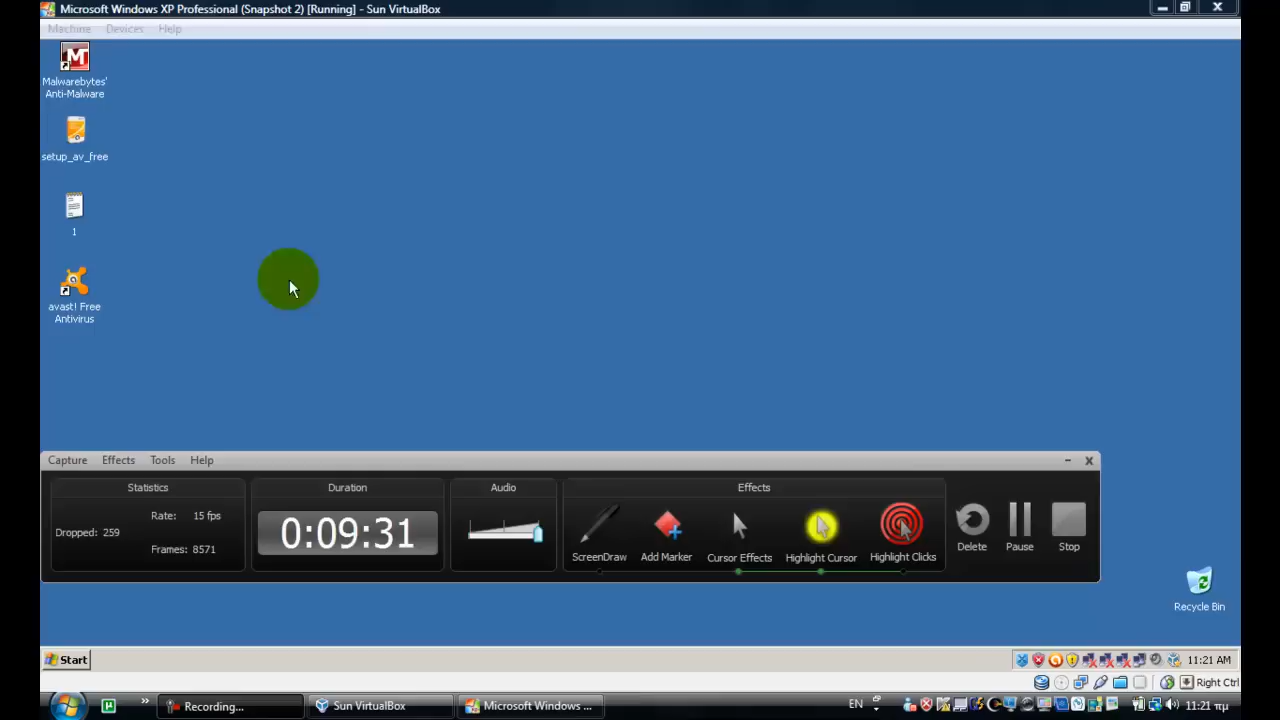 Microsoft Windows XP Professional (Snapshot 2) [Running] - Sun VirtualBox
Machine Devices Help
Malwarebytes'
Anti-Malware
setup_av_free
1
avast! Free
Antivirus
Capture Effects Tools Help
Statistics Duration Audio Effects
Rate: 15 fps
Dropped: 259
Frames: 8571
0:09:31
ScreenDraw Add Marker Cursor Effects Highlight Cursor Highlight Clicks
Delete Pause Stop
Recycle Bin
Start
11:21 AM
Right Ctrl
Recording...
Sun VirtualBox
Microsoft Windows ...
EN
11:21 πμ